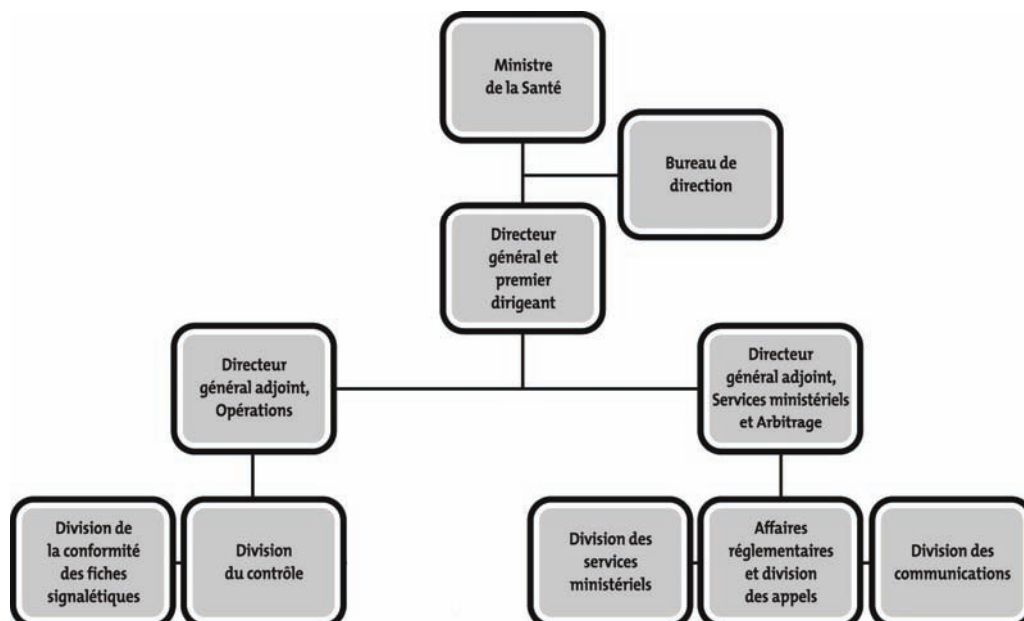 Ministre
de la Santé
Bureau de
direction
Directeur
général et
premier
dirigeant
Directeur
général adjoint,
Opérations
Directeur
général adjoint,
Services ministériels
et Arbitrage
Division de
la conformité
des fiches
signalétiques
Division
du contrôle
Division des
services
ministériels
Affaires
réglementaires
et division
des appels
Division des
communications